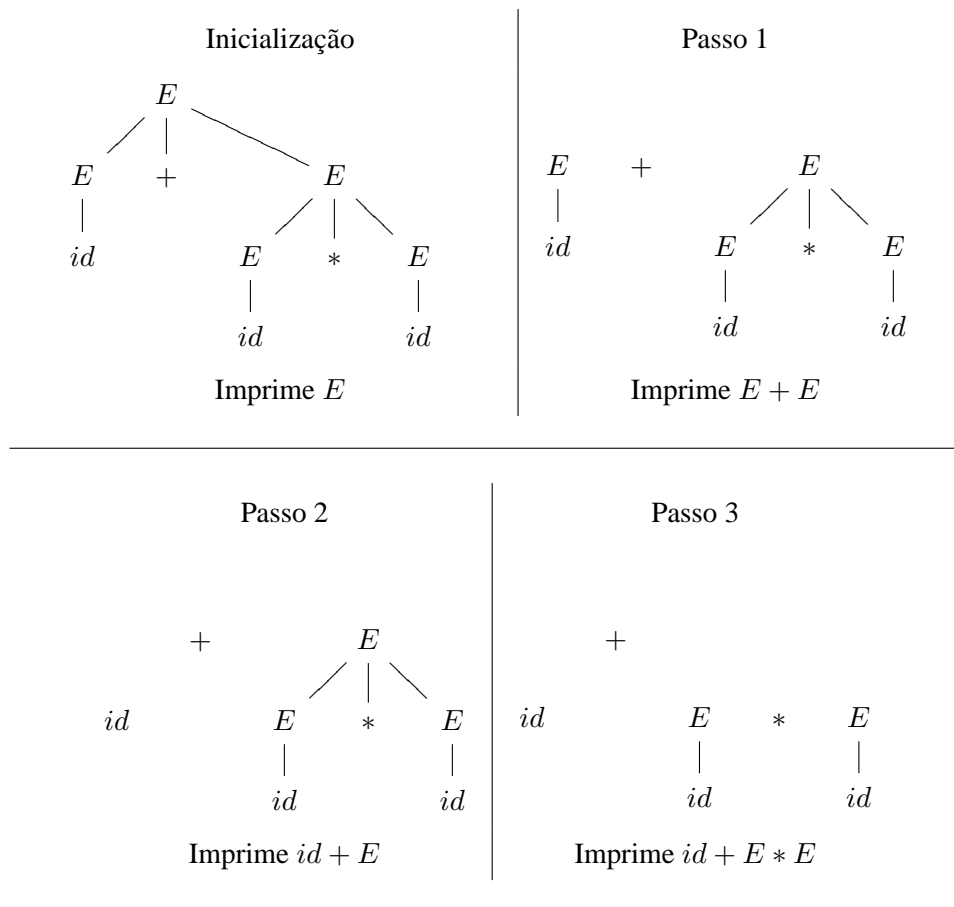 Inicialização
E
E + E
id E * E
id id
Imprime E
Passo 1
E + E
id E * E
id id
Imprime E + E
Passo 2
+ E
id E * E
id id
Imprime id + E
Passo 3
+
id E * E
id id
Imprime id + E * E